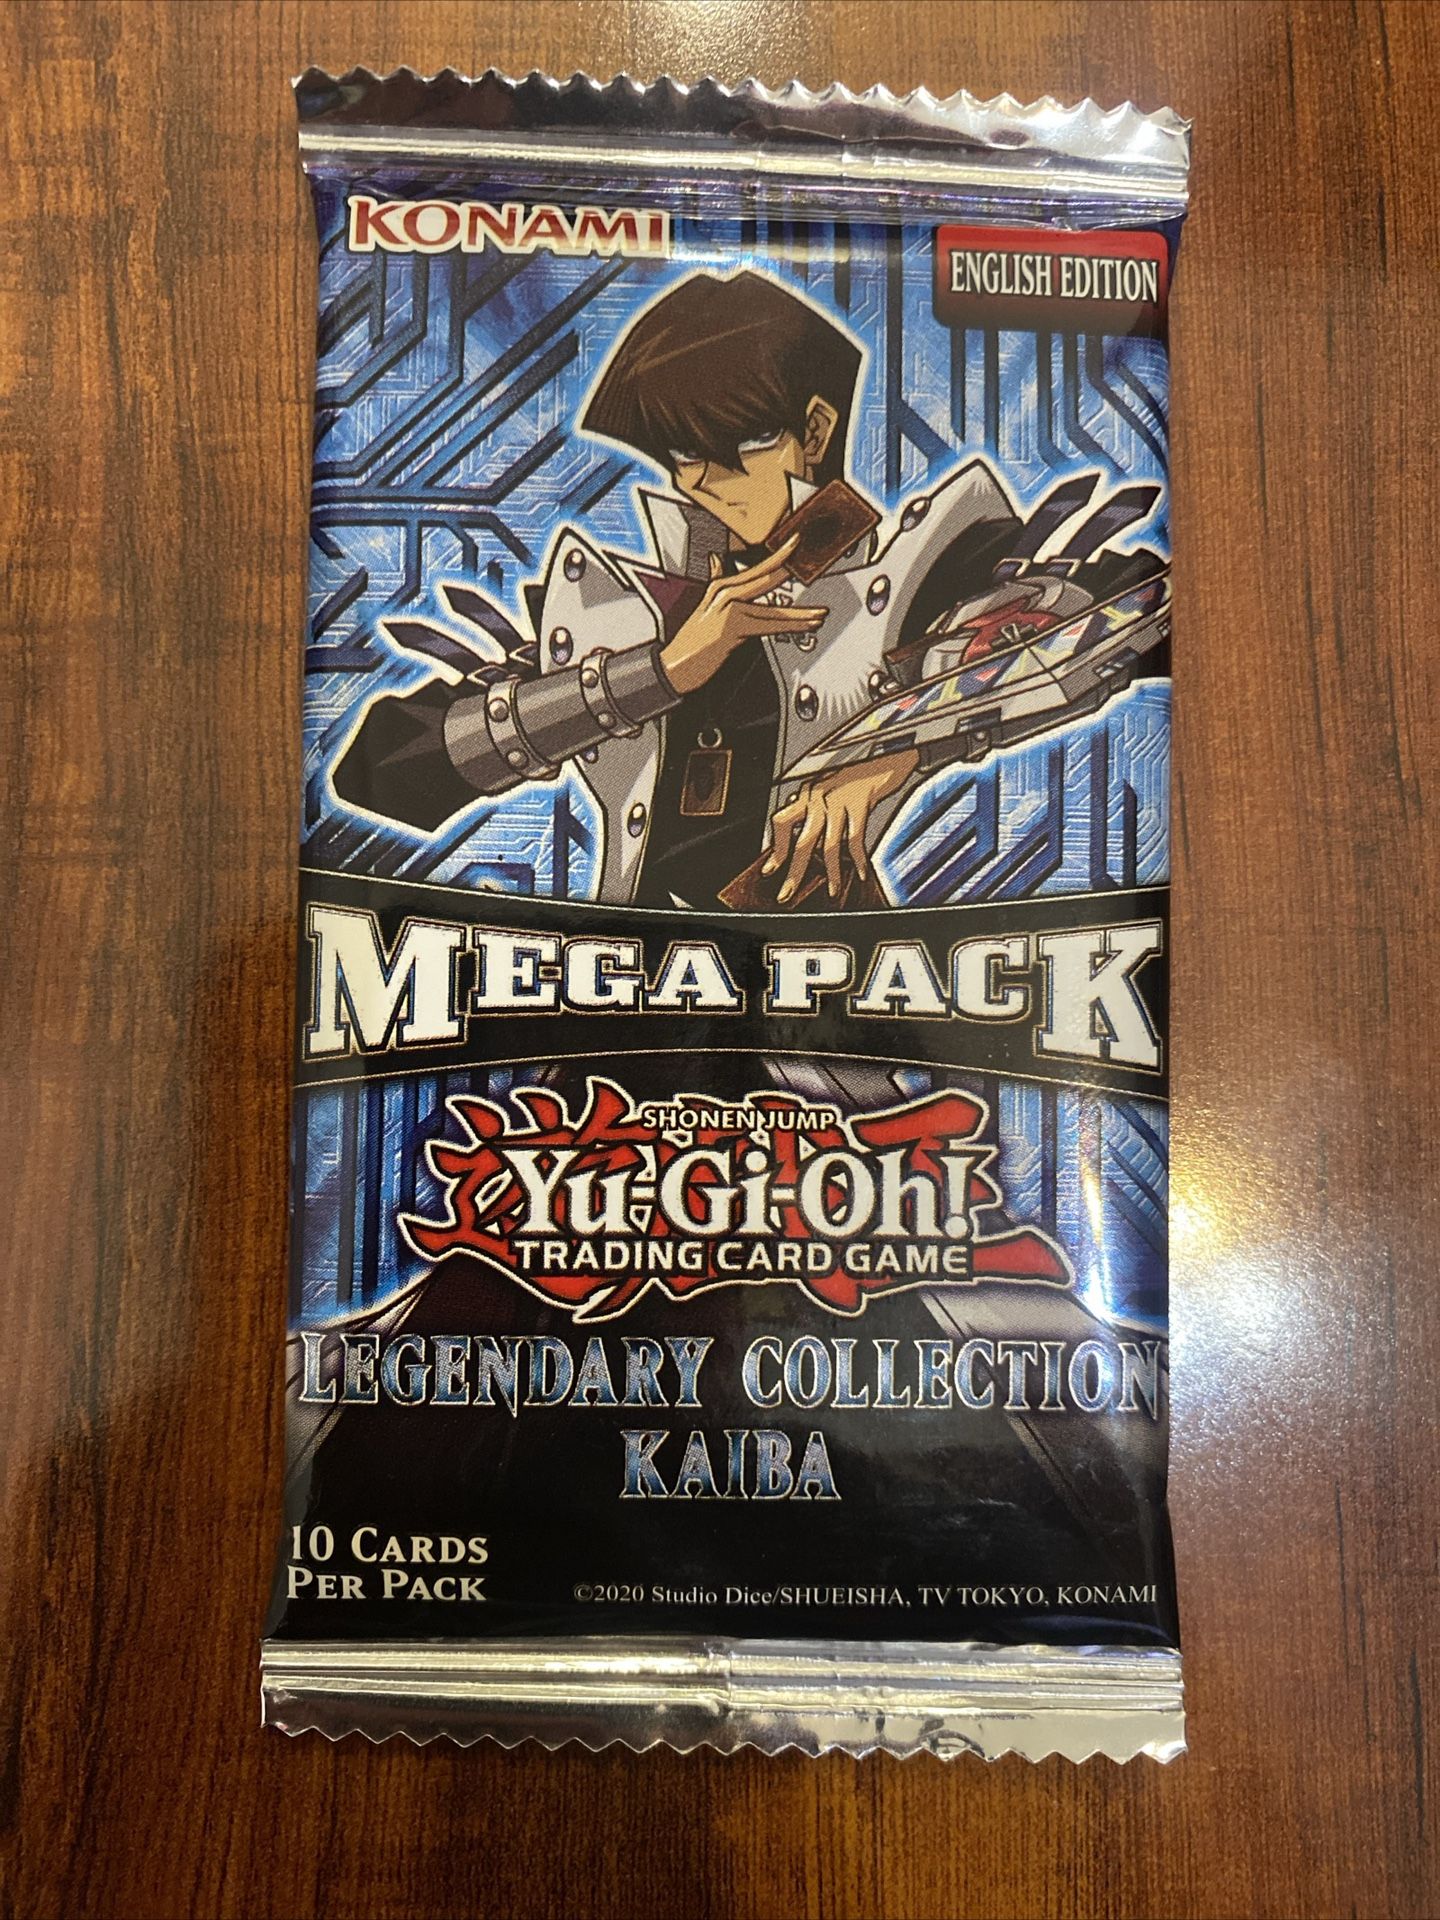 KONAMI
ENGLISH EDITION
MEGA PACK
SHONEN JUMP
Yu-Gi-Oh!
TRADING CARD GAME
LEGENDARY COLLECTION
KAIBA
10 CARDS
PER PACK
©2020 Studio Dice/SHUEISHA, TV TOKYO, KONAMI